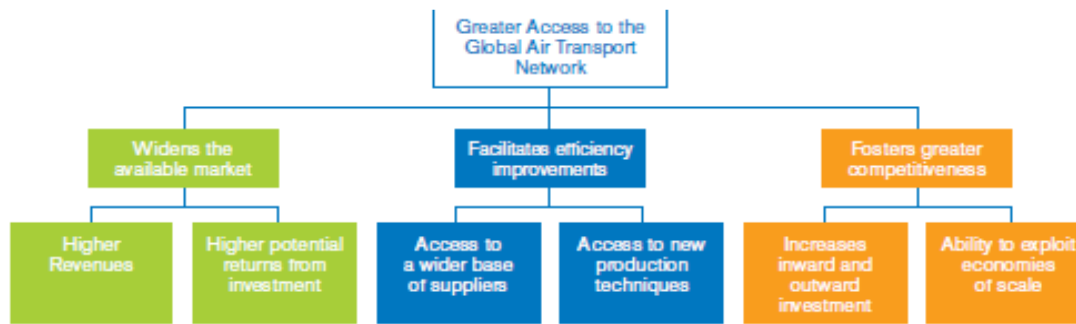 Greater Access to the
Global Air Transport
Network
Widens the
available market
Facilitates efficiency
improvements
Fosters greater
competitiveness
Higher
Revenues
Higher potential
returns from
investment
Access to
a wider base
of suppliers
Access to new
production
techniques
Increases
inward and
outward
investment
Ability to exploit
economies
of scale